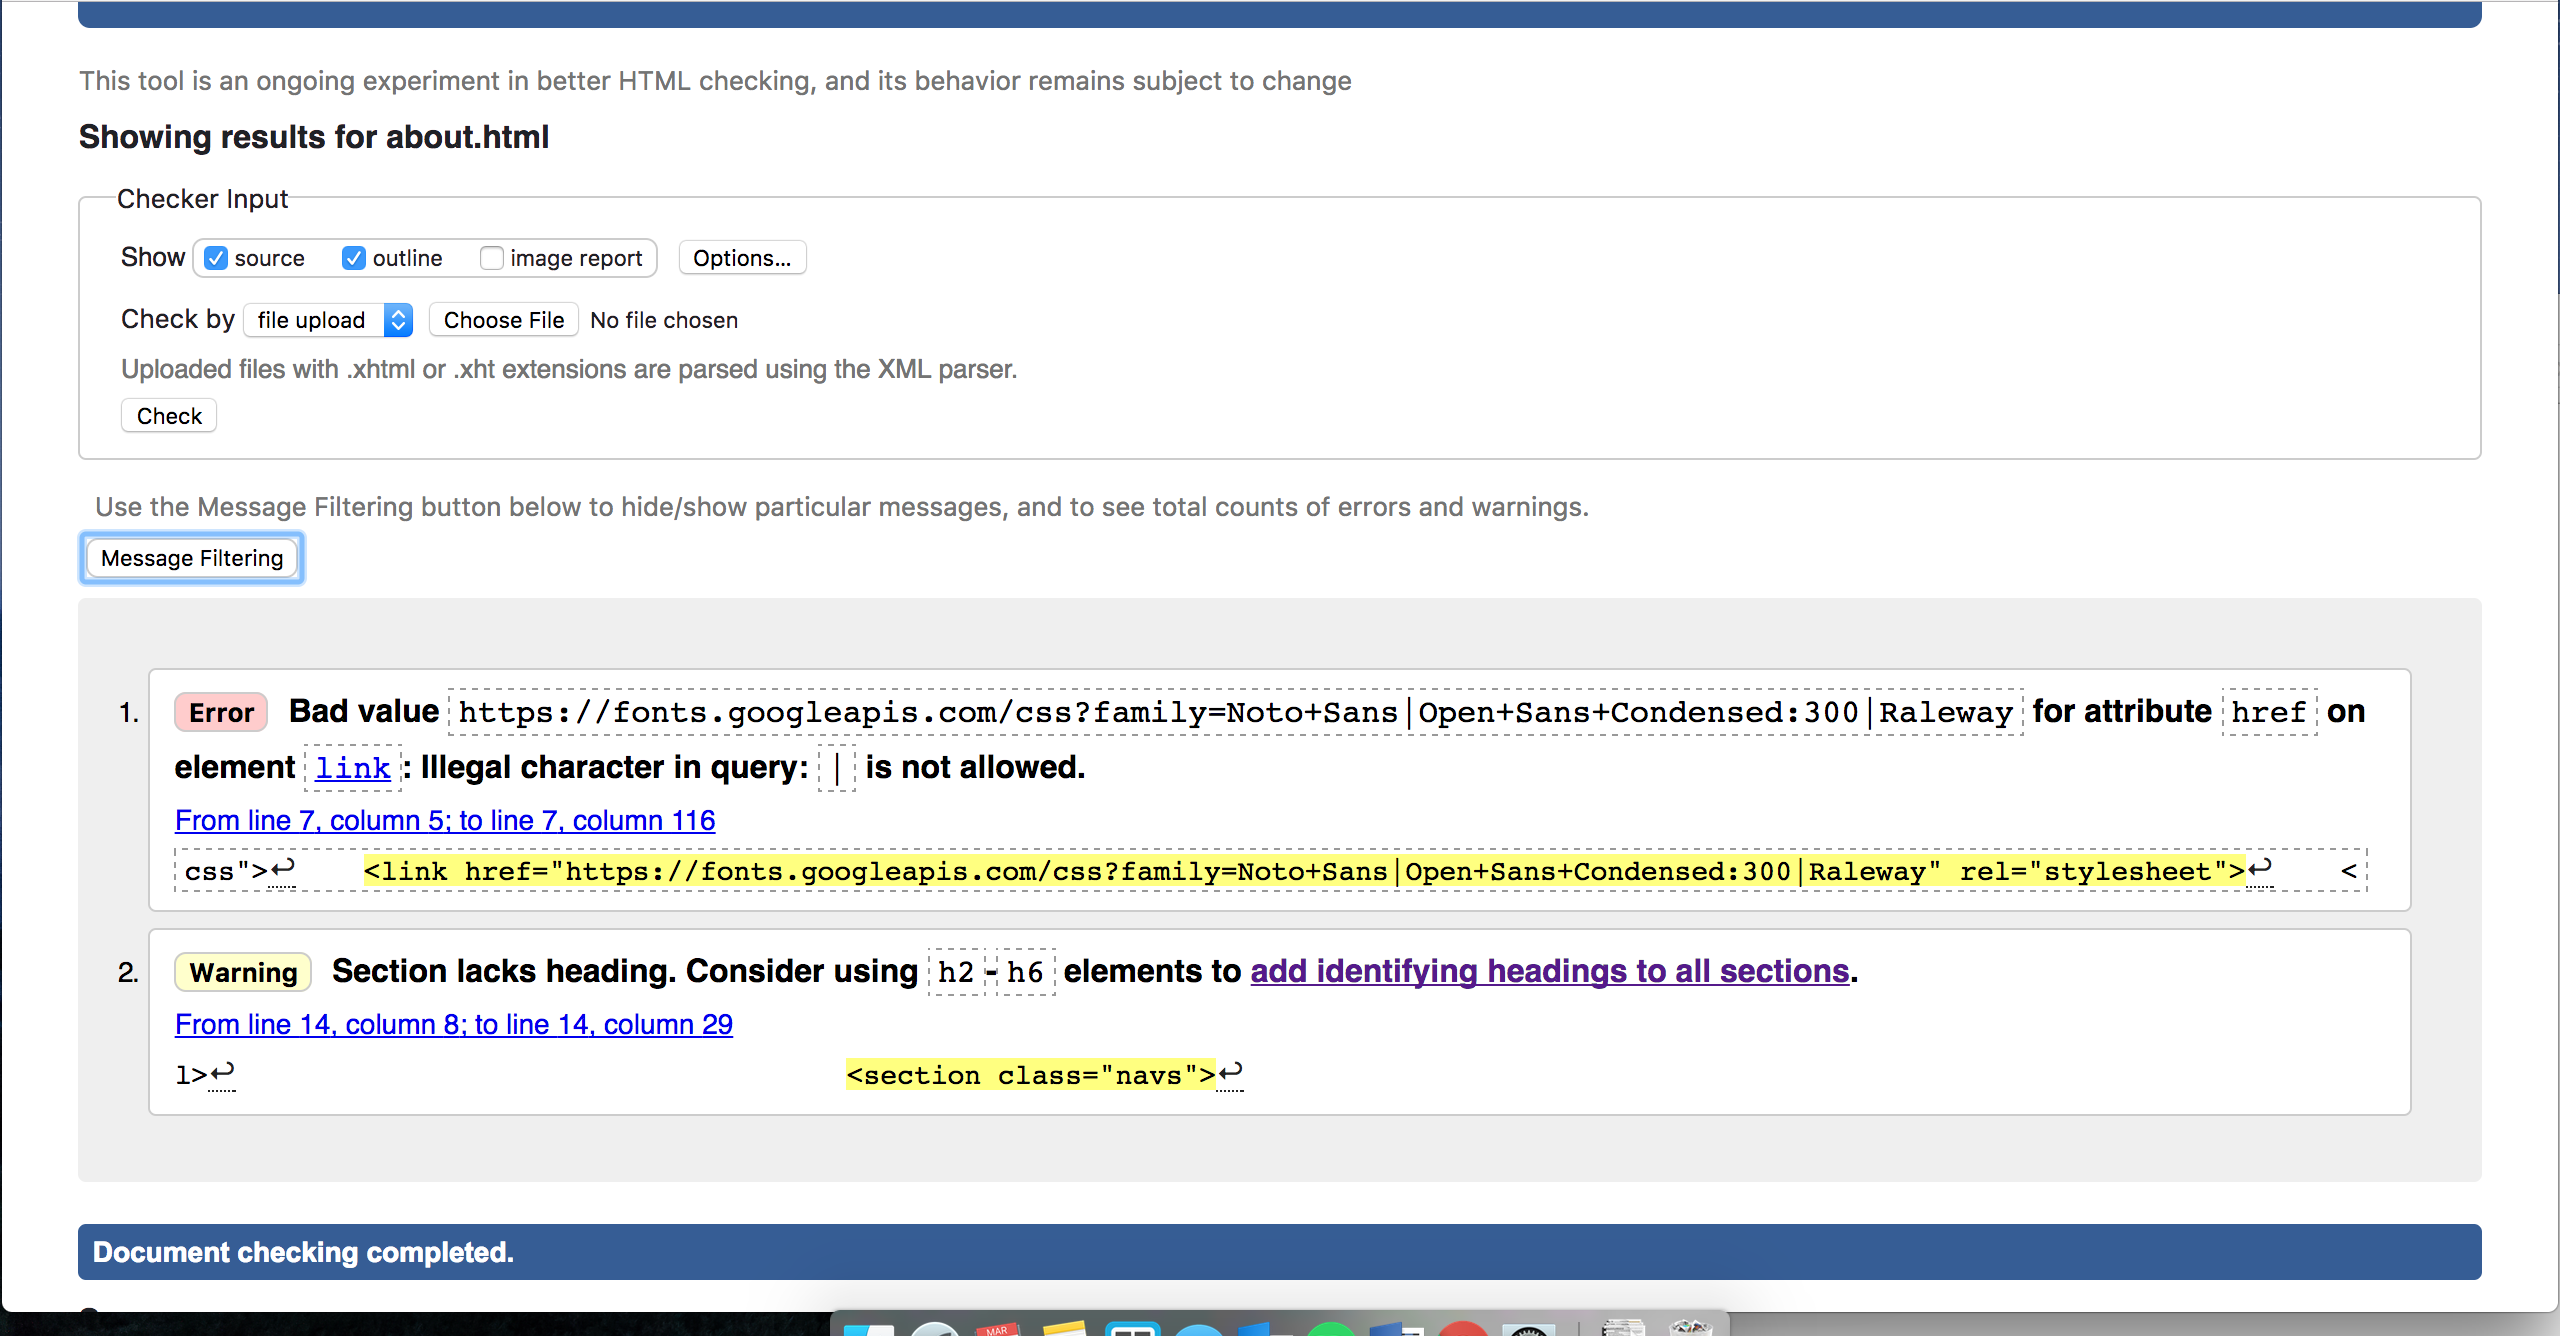 This tool is an ongoing experiment in better HTML checking, and its behavior remains subject to change
Showing results for about.html
Checker Input
Show source outline image report Options...
Check by file upload Choose File No file chosen
Uploaded files with .xhtml or .xht extensions are parsed using the XML parser.
Check
Use the Message Filtering button below to hide/show particular messages, and to see total counts of errors and warnings.
Message Filtering
1. Error Bad value https://fonts.googleapis.com/css?family=Noto+Sans|Open+Sans+Condensed:300|Raleway for attribute href on
element link: Illegal character in query: | is not allowed.
From line 7, column 5; to line 7, column 116
css">↩ <link href="https://fonts.googleapis.com/css?family=Noto+Sans|Open+Sans+Condensed:300|Raleway" rel="stylesheet">↩ <
2. Warning Section lacks heading. Consider using h2-h6 elements to add identifying headings to all sections.
From line 14, column 8; to line 14, column 29
l>↩ <section class="navs">↩
Document checking completed.
MAR